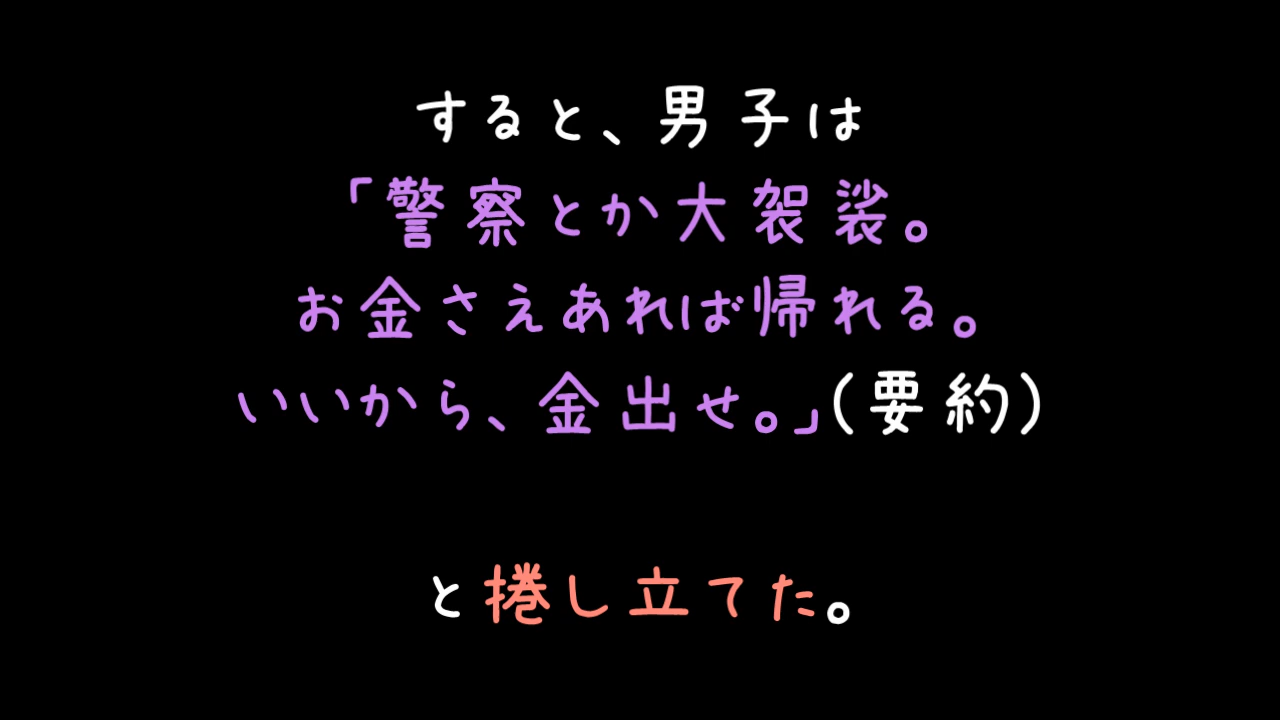 すると、男子は
「警察とか大袈裟。
お金さえあれば帰れる。
いいから、金出せ。」(要約)
と捲し立てた。